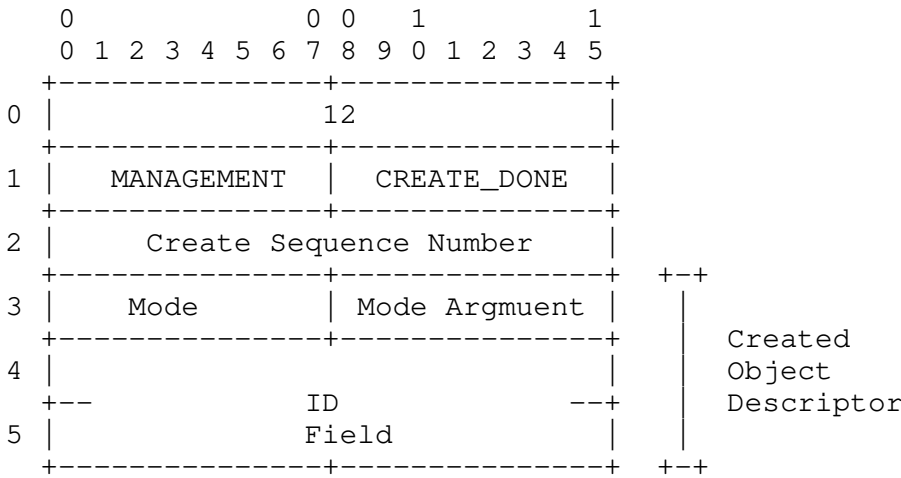 0 0 0 1 1
0 1 2 3 4 5 6 7 8 9 0 1 2 3 4 5
+---------------+---------------+
0 | 12 |
+---------------+---------------+
1 | MANAGEMENT | CREATE_DONE |
+---------------+---------------+
2 | Create Sequence Number |
+---------------+---------------+ +-+
3 | Mode | Mode Argmuent | |
+---------------+---------------+ | Created
4 | | | Object
+-- ID --+ | Descriptor
5 | Field | |
+---------------+---------------+ +-+